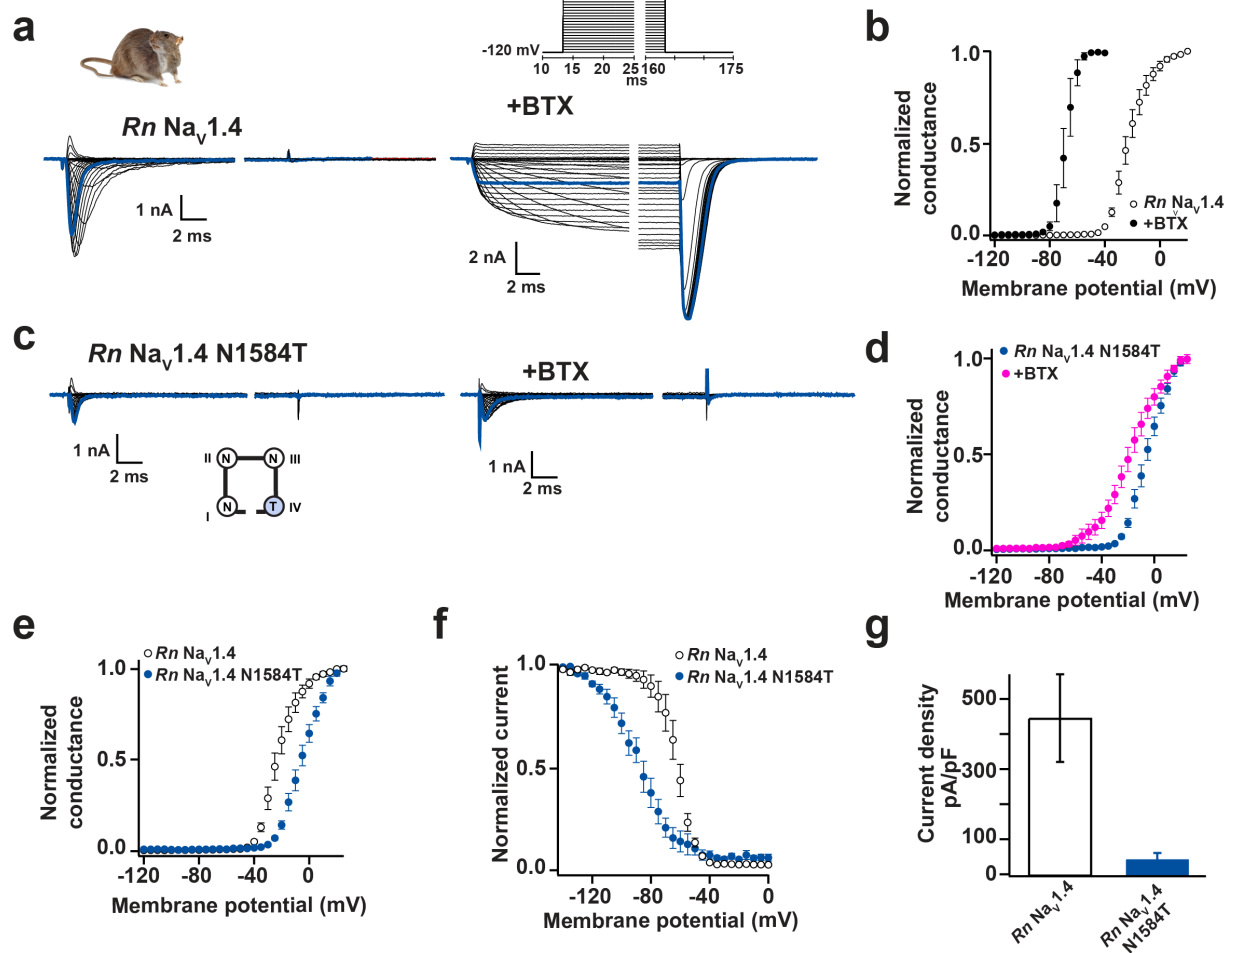 a
-120 mV
10 15 20 25 160 175
ms
+BTX
Rn NaV1.4
1 nA
2 ms
2 nA
2 ms
b
Normalized
conductance
1.0
0.5
0.0
Rn NaV1.4
+BTX
-120 -80 -40 0
Membrane potential (mV)
c
Rn NaV1.4 N1584T
+BTX
1 nA
2 ms
II N N III
I N T IV
1 nA
2 ms
d
Rn NaV1.4 N1584T
+BTX
Normalized
conductance
1.0
0.5
0.0
-120 -80 -40 0
Membrane potential (mV)
e
Rn NaV1.4
Rn NaV1.4 N1584T
Normalized
conductance
1.0
0.5
0.0
-120 -80 -40 0
Membrane potential (mV)
f
Rn NaV1.4
Rn NaV1.4 N1584T
Normalized current
1.0
0.5
0.0
-120 -80 -40 0
Membrane potential (mV)
g
Current density
pA/pF
500
300
100
0
Rn NaV1.4
Rn NaV1.4
N1584T